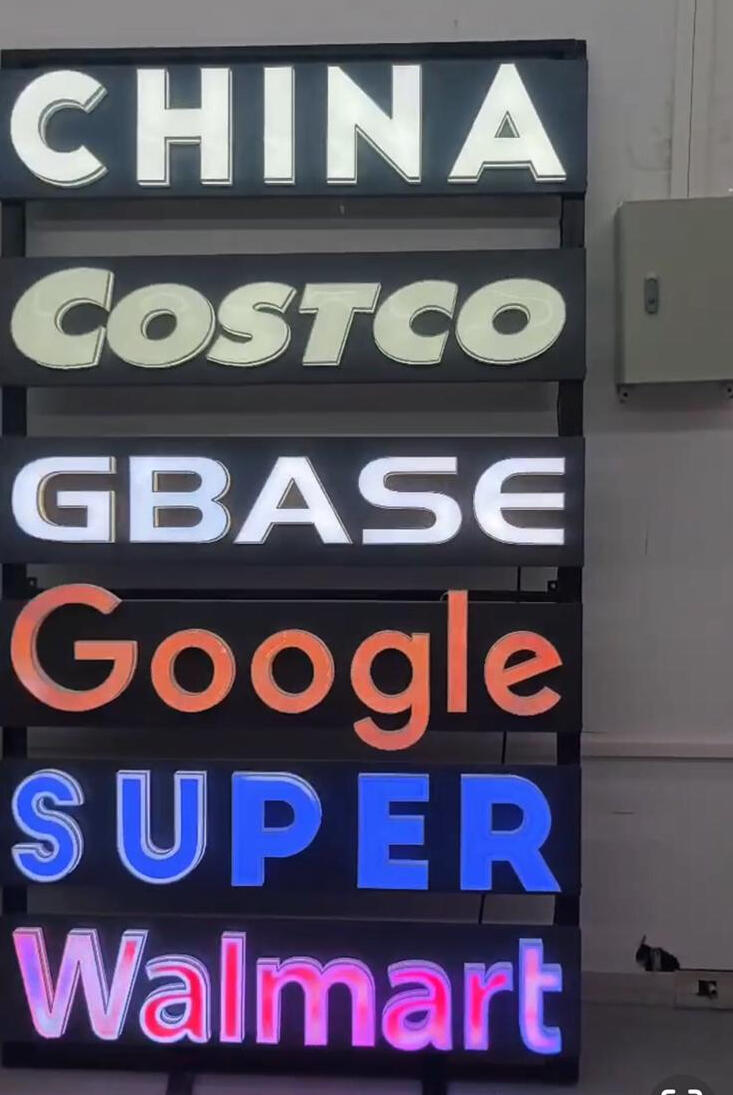 CHINA
COSTCO
GBASE
Google
SUPER
Walmart